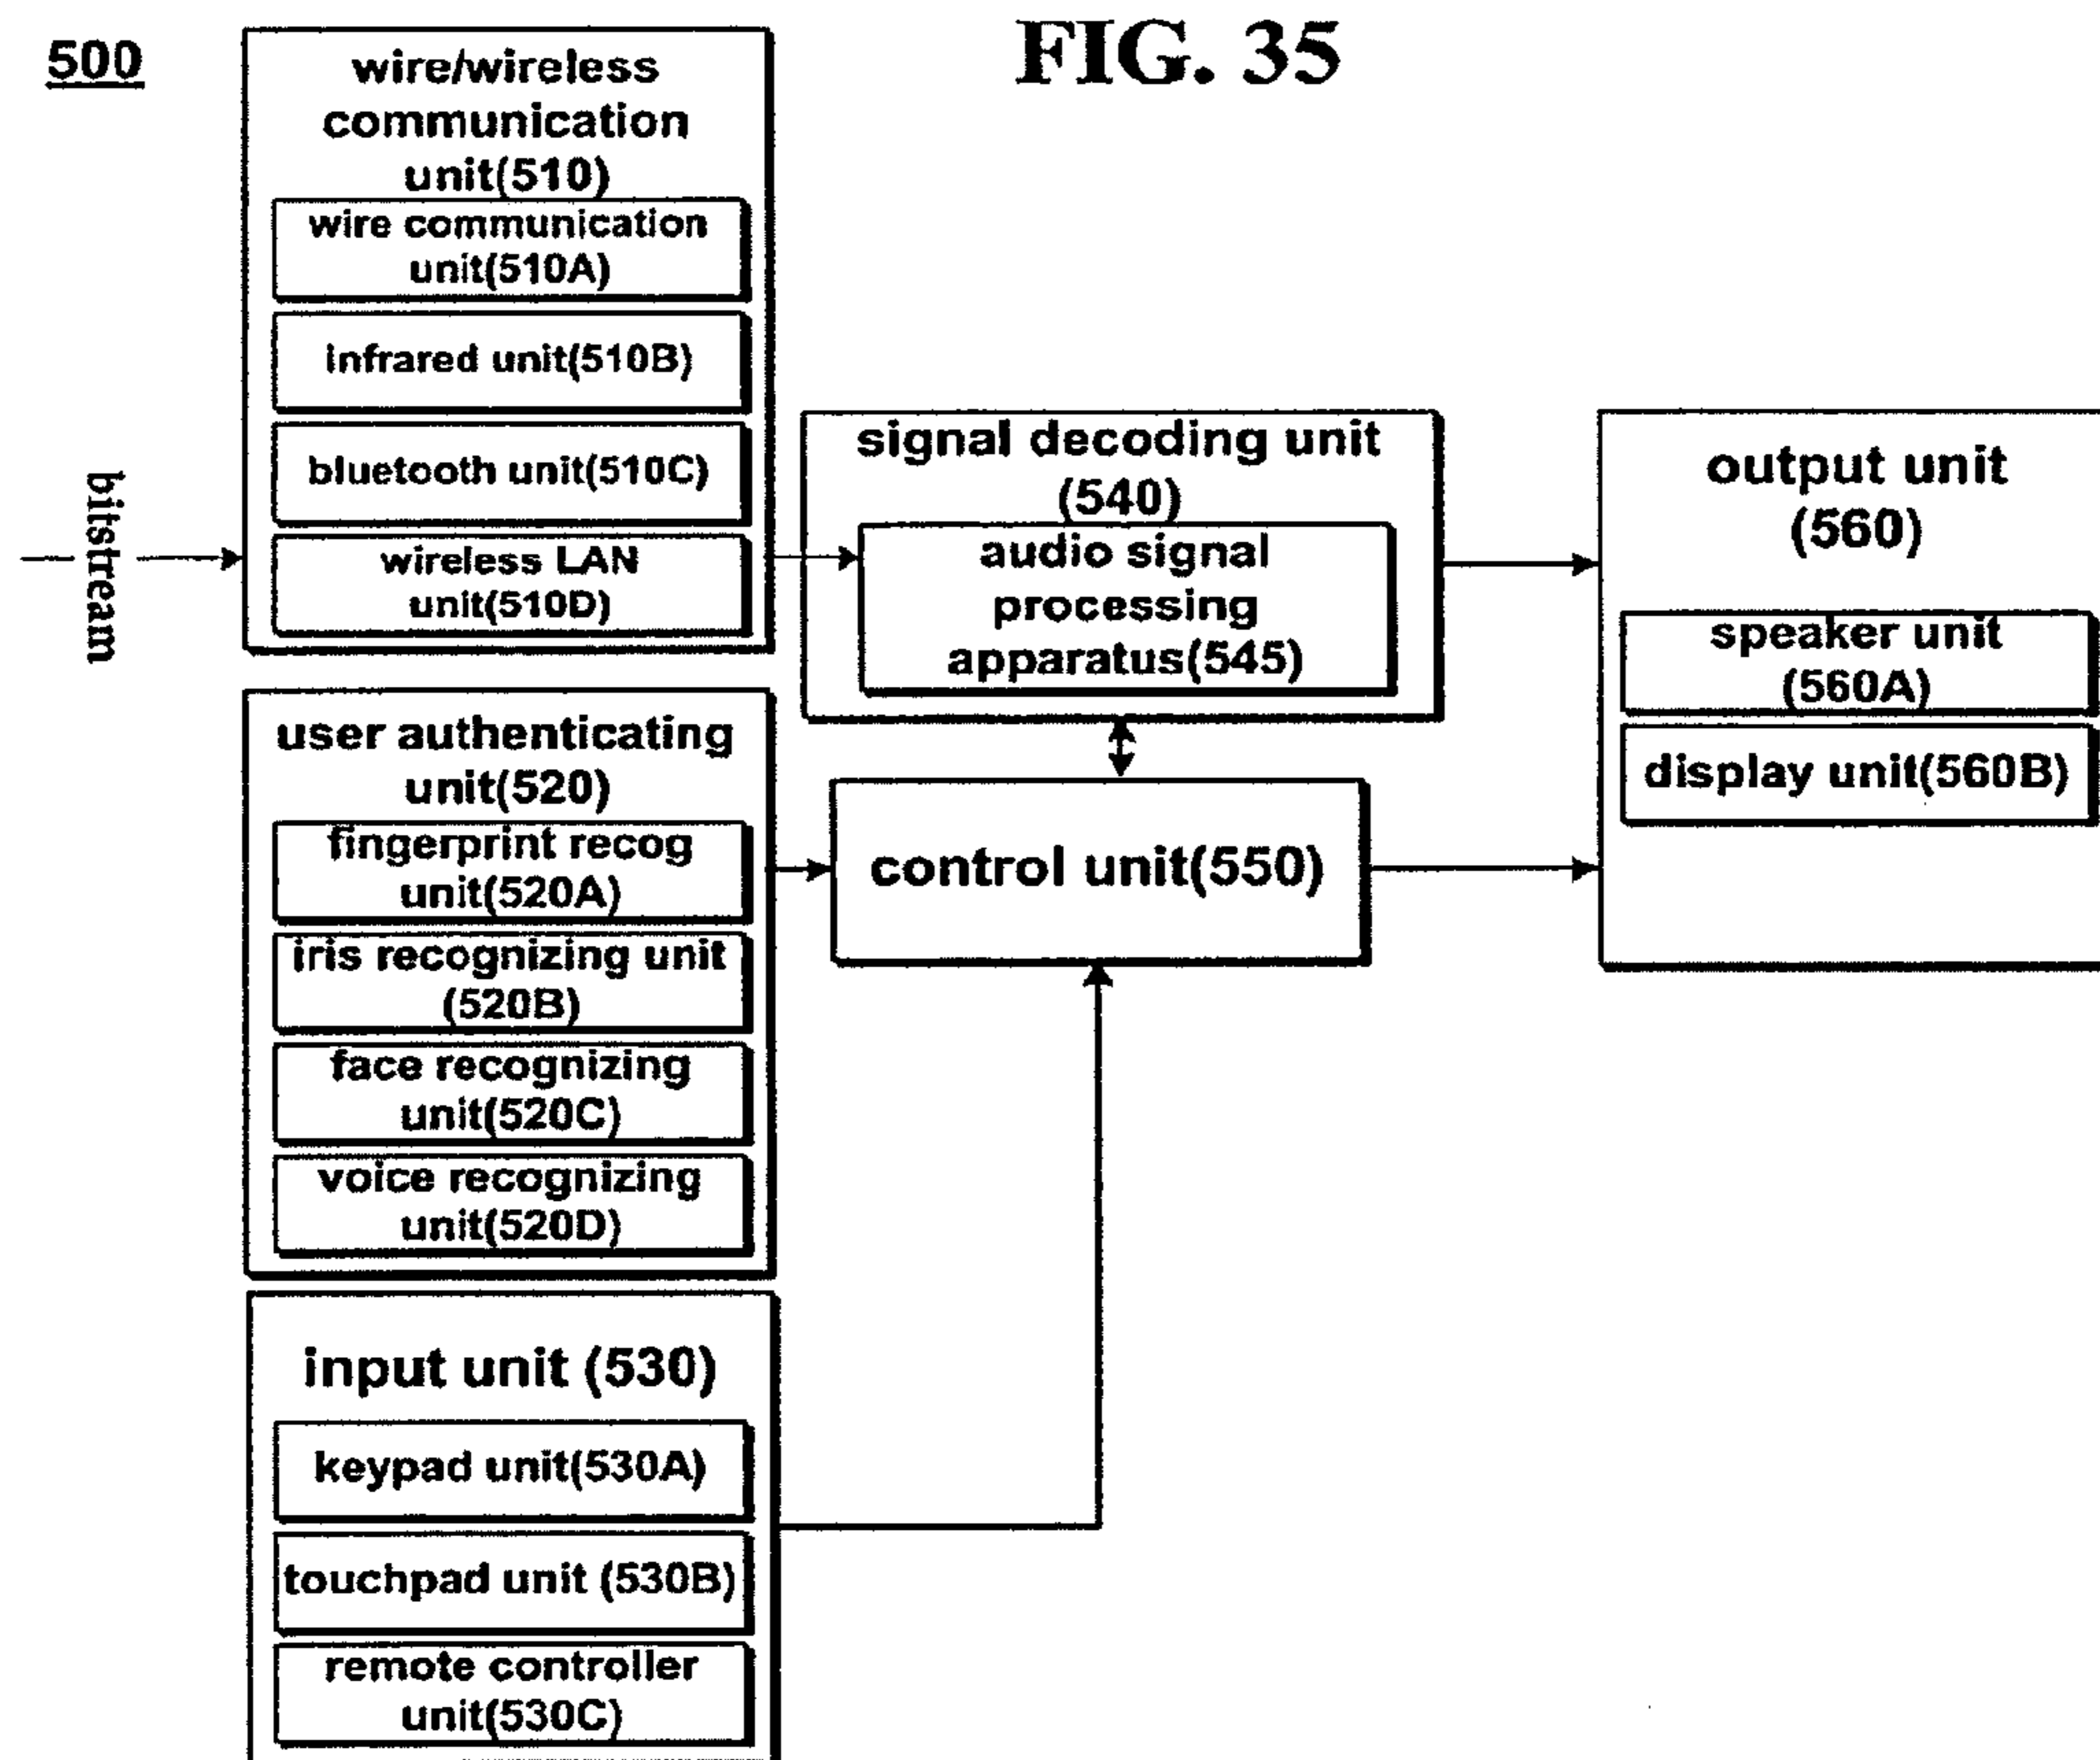 FIG. 35
500
wire/wireless
communication
unit(510)
wire communication
unit(510A)
infrared unit(510B)
bluetooth unit(510C)
wireless LAN
unit(510D)
bitstream
signal decoding unit
(540)
audio signal
processing
apparatus(545)
output unit
(560)
speaker unit
(560A)
display unit(560B)
user authenticating
unit(520)
fingerprint recog
unit(520A)
iris recognizing unit
(520B)
face recognizing
unit(520C)
voice recognizing
unit(520D)
control unit(550)
input unit (530)
keypad unit(530A)
touchpad unit (530B)
remote controller
unit(530C)